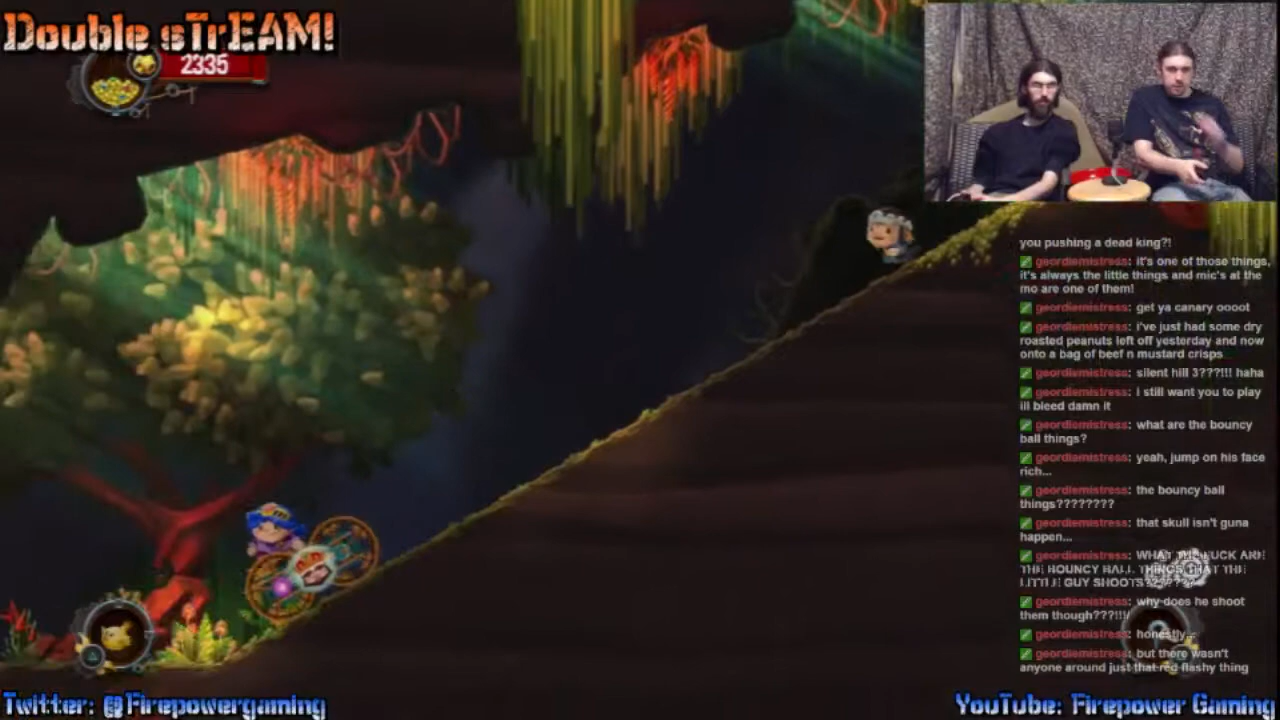 Double sTrEAM!
2335
you pushing a dead king?!
geordiemistress: it's one of those things,
it's always the little things and mic's at the
mo are one of them!
geordiemistress: get ya canary oooot
geordiemistress: i've just had some dry
roasted peanuts left off yesterday and now
onto a bag of beef n mustard crisps
geordiemistress: silent hill 3???!!! haha
geordiemistress: i still want you to play
ill bleed damn it
geordiemistress: what are the bouncy
ball things?
geordiemistress: yeah, jump on his face
rich...
geordiemistress: the bouncy ball
things????????
geordiemistress: that skull isn't guna
happen...
geordiemistress: WHAT THE FUCK ARE
THE BOUNCY BALL THINGS THAT THE
LITTLE GUY SHOOTS???????
geordiemistress: why does he shoot
them though???!!!/
geordiemistress: honestly...
geordiemistress: but there wasn't
anyone around just that red flashy thing
Twitter: @Firepowergaming
YouTube: Firepower Gaming